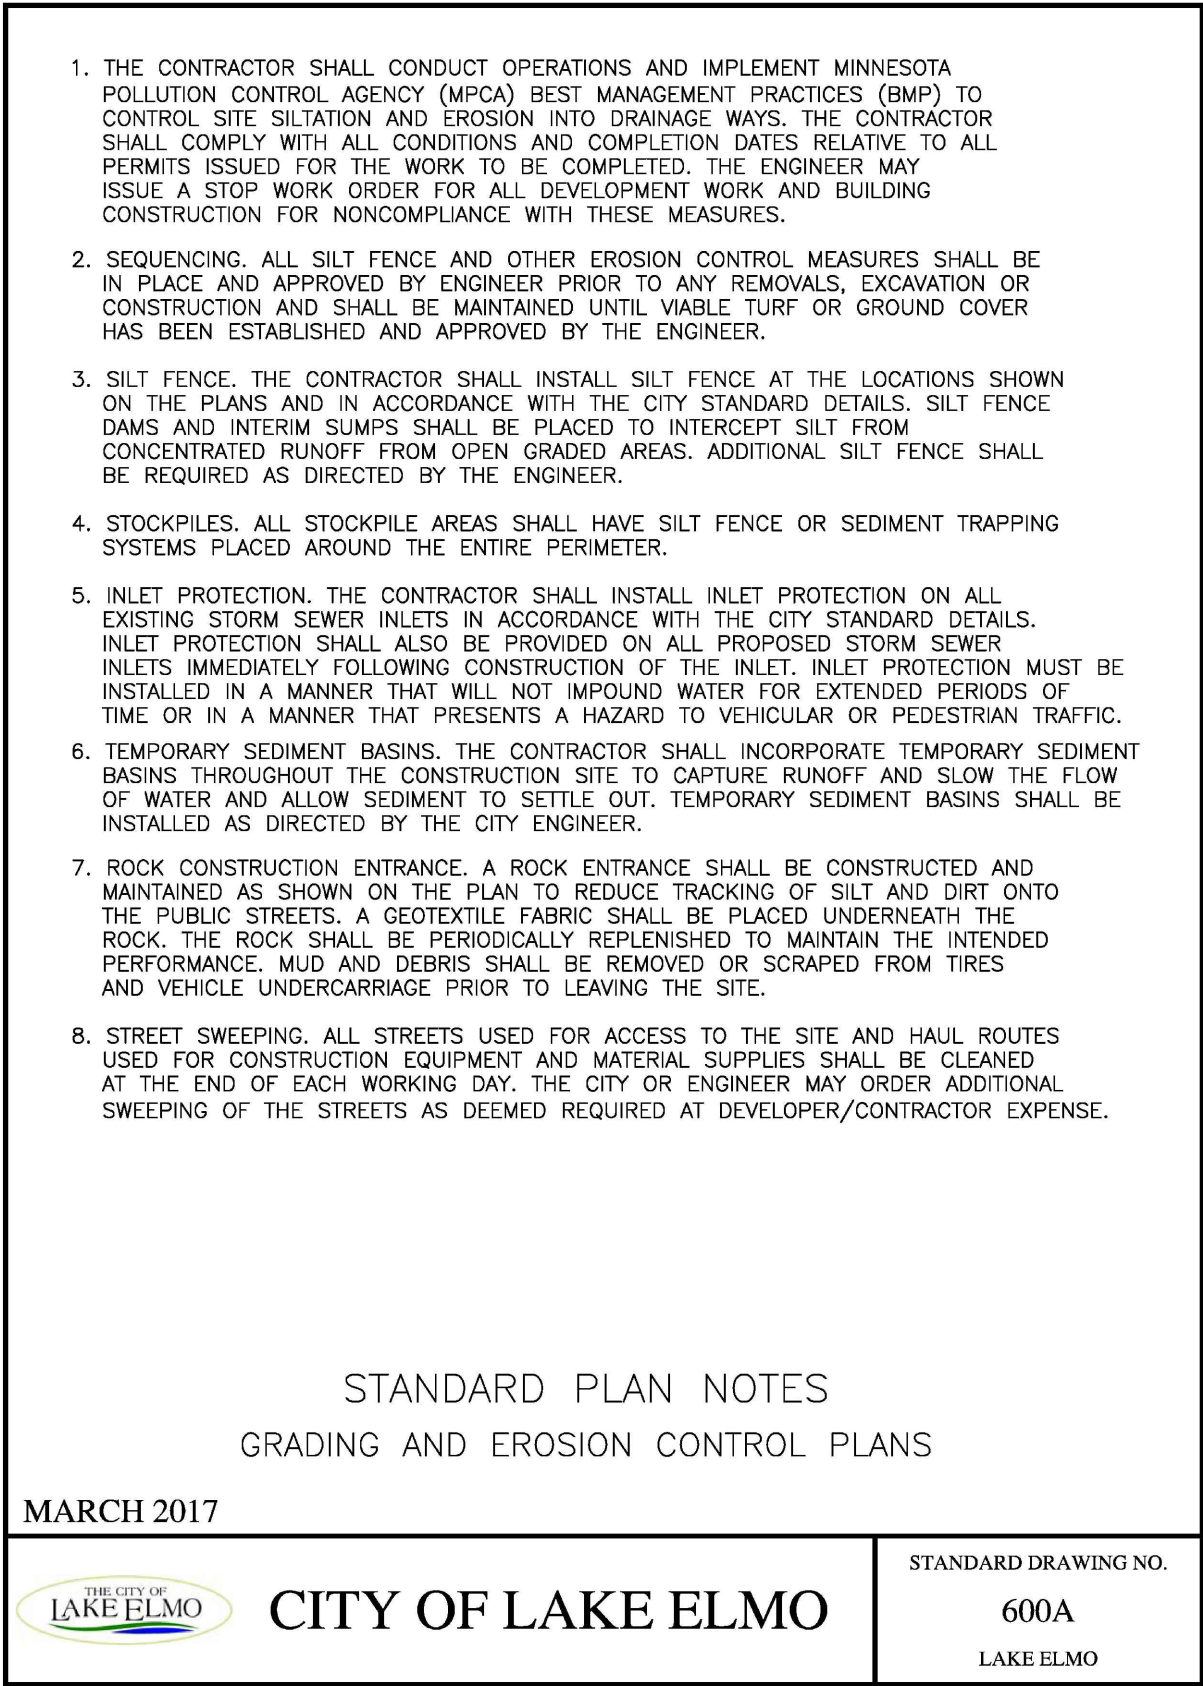 1. THE CONTRACTOR SHALL CONDUCT OPERATIONS AND IMPLEMENT MINNESOTA
POLLUTION CONTROL AGENCY (MPCA) BEST MANAGEMENT PRACTICES (BMP) TO
CONTROL SITE SILTATION AND EROSION INTO DRAINAGE WAYS. THE CONTRACTOR
SHALL COMPLY WITH ALL CONDITIONS AND COMPLETION DATES RELATIVE TO ALL
PERMITS ISSUED FOR THE WORK TO BE COMPLETED. THE ENGINEER MAY
ISSUE A STOP WORK ORDER FOR ALL DEVELOPMENT WORK AND BUILDING
CONSTRUCTION FOR NONCOMPLIANCE WITH THESE MEASURES.
2. SEQUENCING. ALL SILT FENCE AND OTHER EROSION CONTROL MEASURES SHALL BE
IN PLACE AND APPROVED BY ENGINEER PRIOR TO ANY REMOVALS, EXCAVATION OR
CONSTRUCTION AND SHALL BE MAINTAINED UNTIL VIABLE TURF OR GROUND COVER
HAS BEEN ESTABLISHED AND APPROVED BY THE ENGINEER.
3. SILT FENCE. THE CONTRACTOR SHALL INSTALL SILT FENCE AT THE LOCATIONS SHOWN
ON THE PLANS AND IN ACCORDANCE WITH THE CITY STANDARD DETAILS. SILT FENCE
DAMS AND INTERIM SUMPS SHALL BE PLACED TO INTERCEPT SILT FROM
CONCENTRATED RUNOFF FROM OPEN GRADED AREAS. ADDITIONAL SILT FENCE SHALL
BE REQUIRED AS DIRECTED BY THE ENGINEER.
4. STOCKPILES. ALL STOCKPILE AREAS SHALL HAVE SILT FENCE OR SEDIMENT TRAPPING
SYSTEMS PLACED AROUND THE ENTIRE PERIMETER.
5. INLET PROTECTION. THE CONTRACTOR SHALL INSTALL INLET PROTECTION ON ALL
EXISTING STORM SEWER INLETS IN ACCORDANCE WITH THE CITY STANDARD DETAILS.
INLET PROTECTION SHALL ALSO BE PROVIDED ON ALL PROPOSED STORM SEWER
INLETS IMMEDIATELY FOLLOWING CONSTRUCTION OF THE INLET. INLET PROTECTION MUST BE
INSTALLED IN A MANNER THAT WILL NOT IMPOUND WATER FOR EXTENDED PERIODS OF
TIME OR IN A MANNER THAT PRESENTS A HAZARD TO VEHICULAR OR PEDESTRIAN TRAFFIC.
6. TEMPORARY SEDIMENT BASINS. THE CONTRACTOR SHALL INCORPORATE TEMPORARY SEDIMENT
BASINS THROUGHOUT THE CONSTRUCTION SITE TO CAPTURE RUNOFF AND SLOW THE FLOW
OF WATER AND ALLOW SEDIMENT TO SETTLE OUT. TEMPORARY SEDIMENT BASINS SHALL BE
INSTALLED AS DIRECTED BY THE CITY ENGINEER.
7. ROCK CONSTRUCTION ENTRANCE. A ROCK ENTRANCE SHALL BE CONSTRUCTED AND
MAINTAINED AS SHOWN ON THE PLAN TO REDUCE TRACKING OF SILT AND DIRT ONTO
THE PUBLIC STREETS. A GEOTEXTILE FABRIC SHALL BE PLACED UNDERNEATH THE
ROCK. THE ROCK SHALL BE PERIODICALLY REPLENISHED TO MAINTAIN THE INTENDED
PERFORMANCE. MUD AND DEBRIS SHALL BE REMOVED OR SCRAPED FROM TIRES
AND VEHICLE UNDERCARRIAGE PRIOR TO LEAVING THE SITE.
8. STREET SWEEPING. ALL STREETS USED FOR ACCESS TO THE SITE AND HAUL ROUTES
USED FOR CONSTRUCTION EQUIPMENT AND MATERIAL SUPPLIES SHALL BE CLEANED
AT THE END OF EACH WORKING DAY. THE CITY OR ENGINEER MAY ORDER ADDITIONAL
SWEEPING OF THE STREETS AS DEEMED REQUIRED AT DEVELOPER/CONTRACTOR EXPENSE.
STANDARD PLAN NOTES
GRADING AND EROSION CONTROL PLANS
MARCH 2017
THE CITY OF
LAKE ELMO
CITY OF LAKE ELMO
STANDARD DRAWING NO.
600A
LAKE ELMO